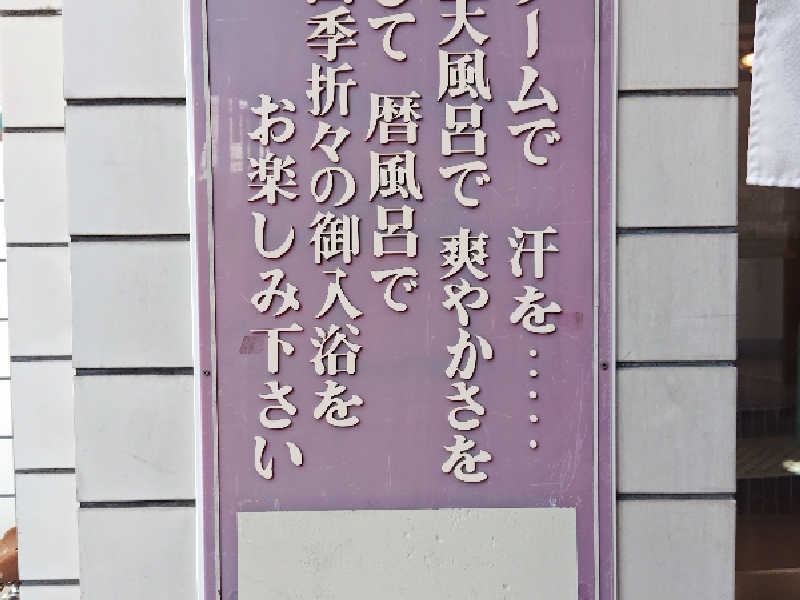 ームで 汗を‥‥‥
大風呂で 爽やかさを
して 暦風呂で
季折々の御入浴を
お楽しみ下さい